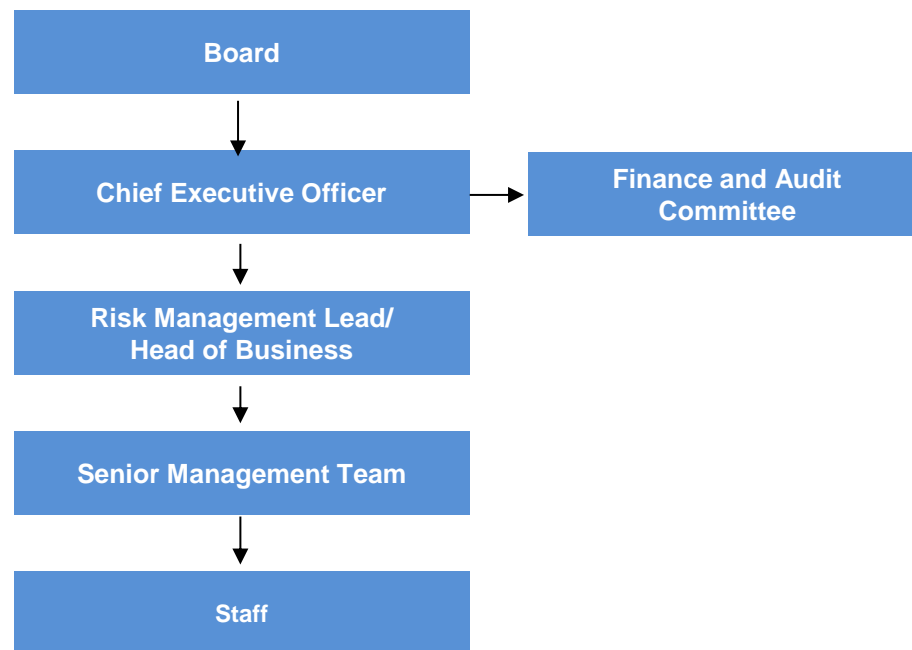 Board
Chief Executive Officer
Finance and Audit
Committee
Risk Management Lead/
Head of Business
Senior Management Team
Staff